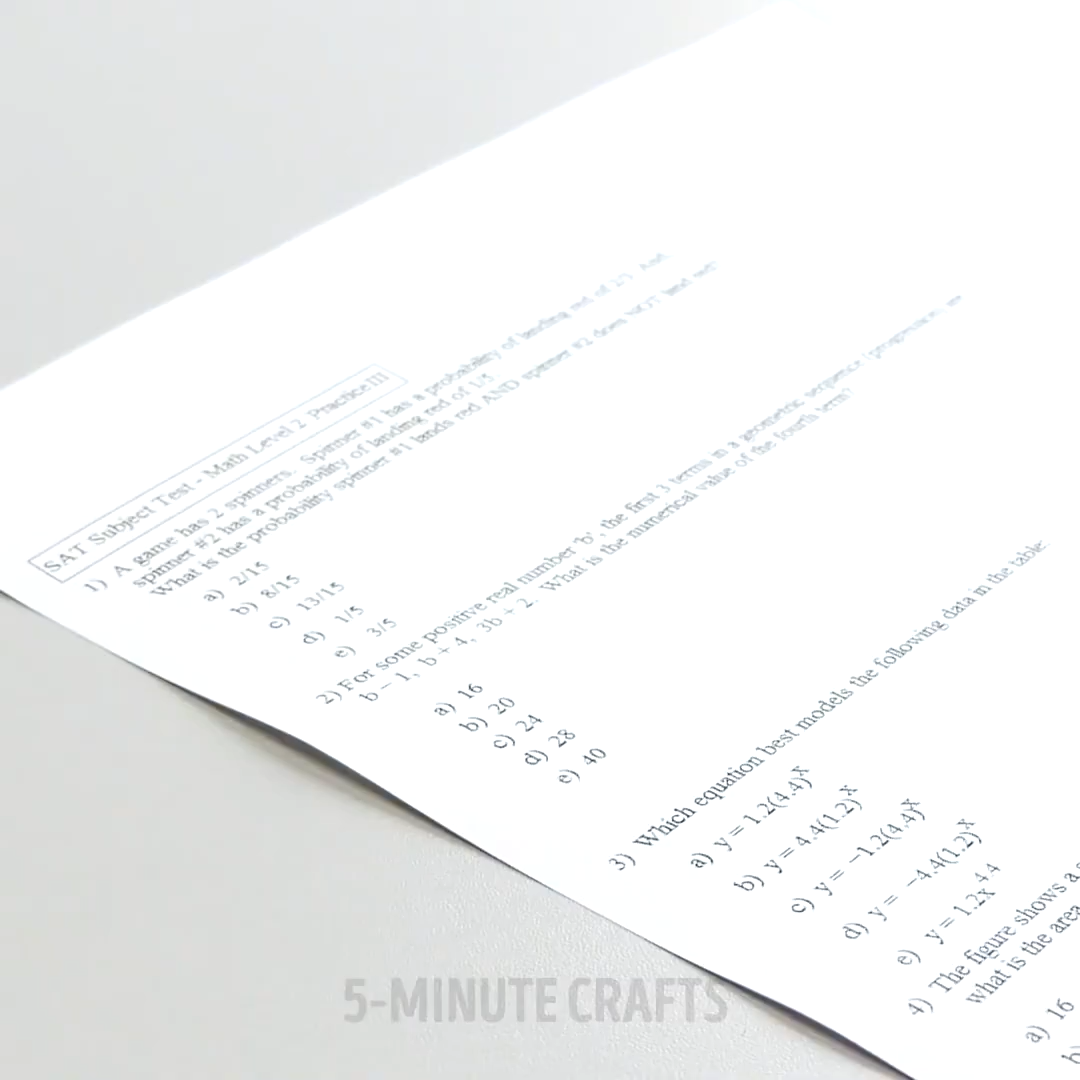 SAT Subject Test - Math Level 2 Practice III
1) A game has 2 spinners. Spinner #1 has a probability of landing red of 2/3. And
spinner #2 has a probability of landing red of 1/5.
What is the probability spinner #1 lands red AND spinner #2 does NOT land red?
a) 2/15
b) 8/15
c) 13/15
d) 1/5
e) 3/5
2) For some positive real number 'b', the first 3 terms in a geometric sequence (progression) are
b – 1, b + 4, 3b + 2. What is the numerical value of the fourth term?
a) 16
b) 20
c) 24
d) 28
e) 40
3) Which equation best models the following data in the table:
a) y = 1.2(4.4)^x
b) y = 4.4(1.2)^x
c) y = –1.2(4.4)^x
d) y = –4.4(1.2)^x
e) y = 1.2x^4.4
4) The figure shows a
what is the area
a) 16
b)
5-MINUTE CRAFTS